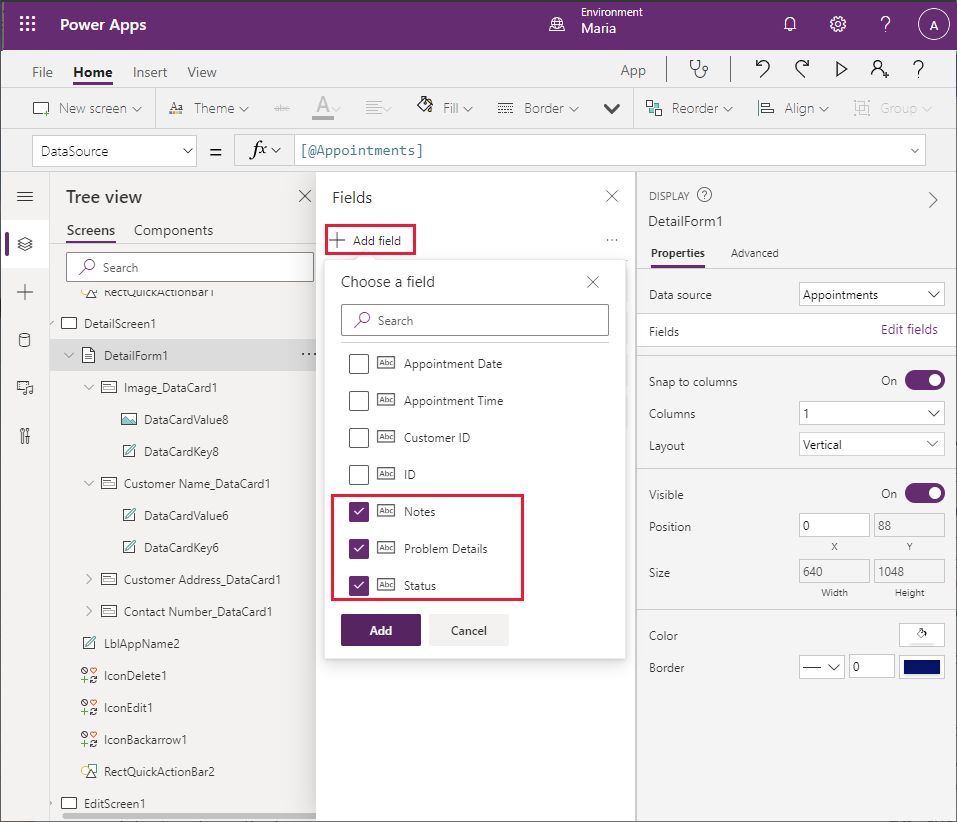 Power Apps
Environment
Maria
?
A
File
Home
Insert
View
App
?
New screen
Theme
abc
A
Fill
Border
Reorder
Align
Group
DataSource
=
fx
[@Appointments]
Tree view
Screens
Components
Search
RectQuickActionBar1
DetailScreen1
DetailForm1
...
Image_DataCard1
DataCardValue8
DataCardKey8
Customer Name_DataCard1
DataCardValue6
DataCardKey6
Customer Address_DataCard1
Contact Number_DataCard1
LblAppName2
IconDelete1
IconEdit1
IconBackarrow1
RectQuickActionBar2
EditScreen1
Fields
Add field
...
Choose a field
Search
Abc Appointment Date
Abc Appointment Time
Abc Customer ID
Abc ID
Abc Notes
Abc Problem Details
Abc Status
Add
Cancel
DISPLAY ?
DetailForm1
Properties
Advanced
Data source
Appointments
Fields
Edit fields
Snap to columns
On
Columns
1
Layout
Vertical
Visible
On
Position
0
88
X
Y
Size
640
1048
Width
Height
Color
Border
0